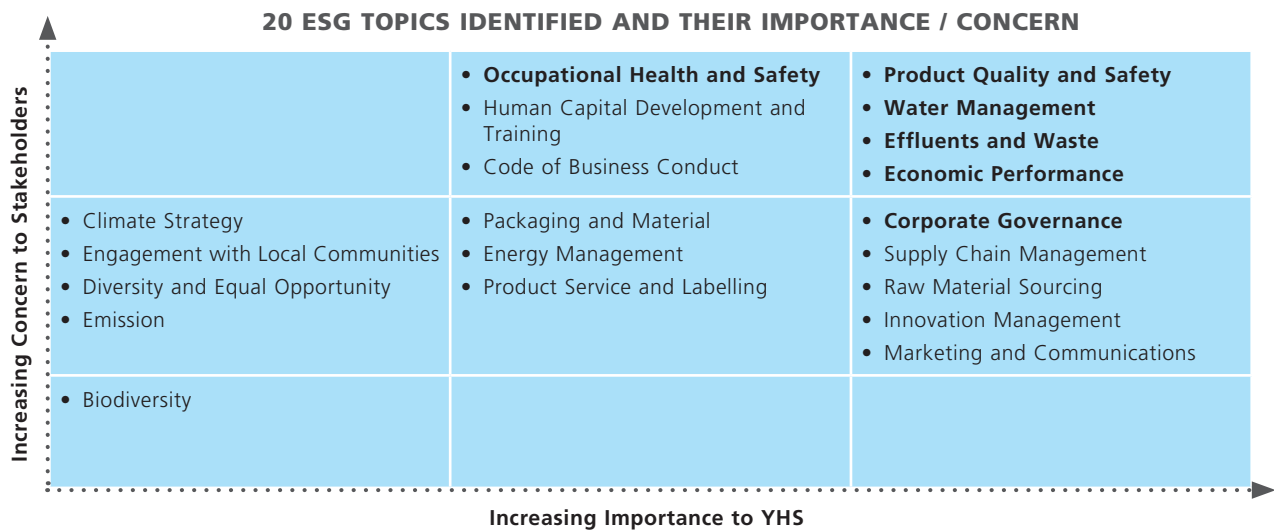 20 ESG TOPICS IDENTIFIED AND THEIR IMPORTANCE / CONCERN
Increasing Concern to Stakeholders
• Occupational Health and Safety
• Human Capital Development and
Training
• Code of Business Conduct
• Product Quality and Safety
• Water Management
• Effluents and Waste
• Economic Performance
• Climate Strategy
• Engagement with Local Communities
• Diversity and Equal Opportunity
• Emission
• Packaging and Material
• Energy Management
• Product Service and Labelling
• Corporate Governance
• Supply Chain Management
• Raw Material Sourcing
• Innovation Management
• Marketing and Communications
• Biodiversity
Increasing Importance to YHS